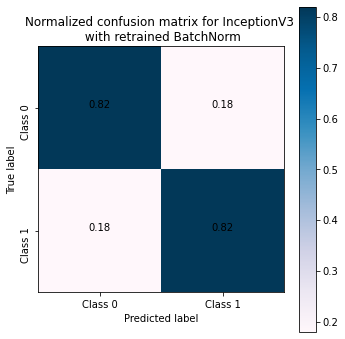 Normalized confusion matrix for InceptionV3
with retrained BatchNorm
True label
Class 0
Class 1
0.82
0.18
0.18
0.82
Class 0
Class 1
Predicted label
0.8
0.7
0.6
0.5
0.4
0.3
0.2